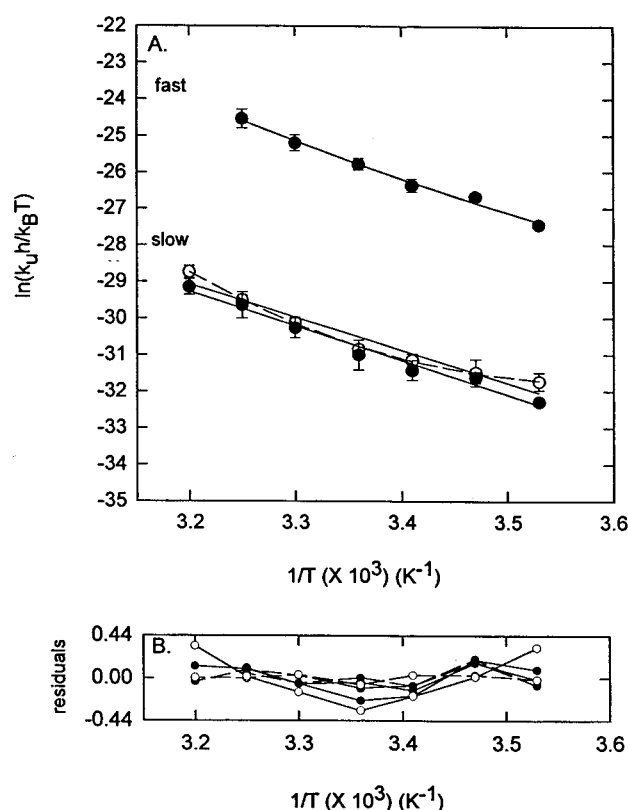 A.
-22
-23
fast
-24
-25
-26
-27
ln(kᵤh/k_BT)
slow
-28
-29
-30
-31
-32
-33
-34
-35
3.2 3.3 3.4 3.5 3.6
1/T (X 10³) (K⁻¹)
B.
0.44
0.00
-0.44
residuals
3.2 3.3 3.4 3.5 3.6
1/T (X 10³) (K⁻¹)